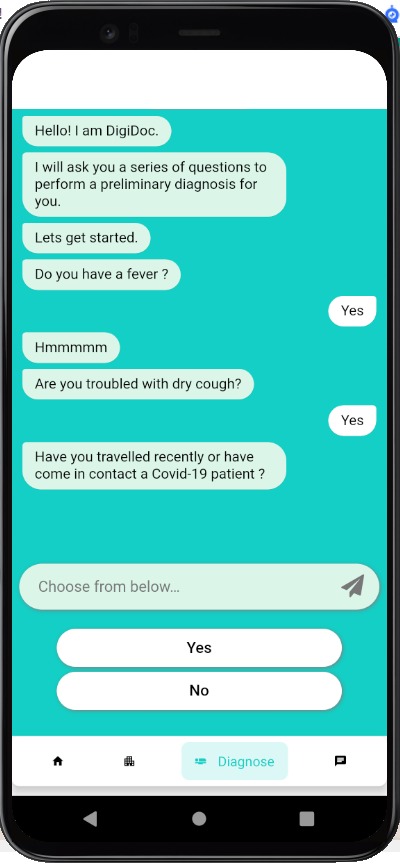 Hello! I am DigiDoc.
I will ask you a series of questions to
perform a preliminary diagnosis for
you.
Lets get started.
Do you have a fever ?
Yes
Hmmmmm
Are you troubled with dry cough?
Yes
Have you travelled recently or have
come in contact a Covid-19 patient ?
Choose from below...
Yes
No
Diagnose